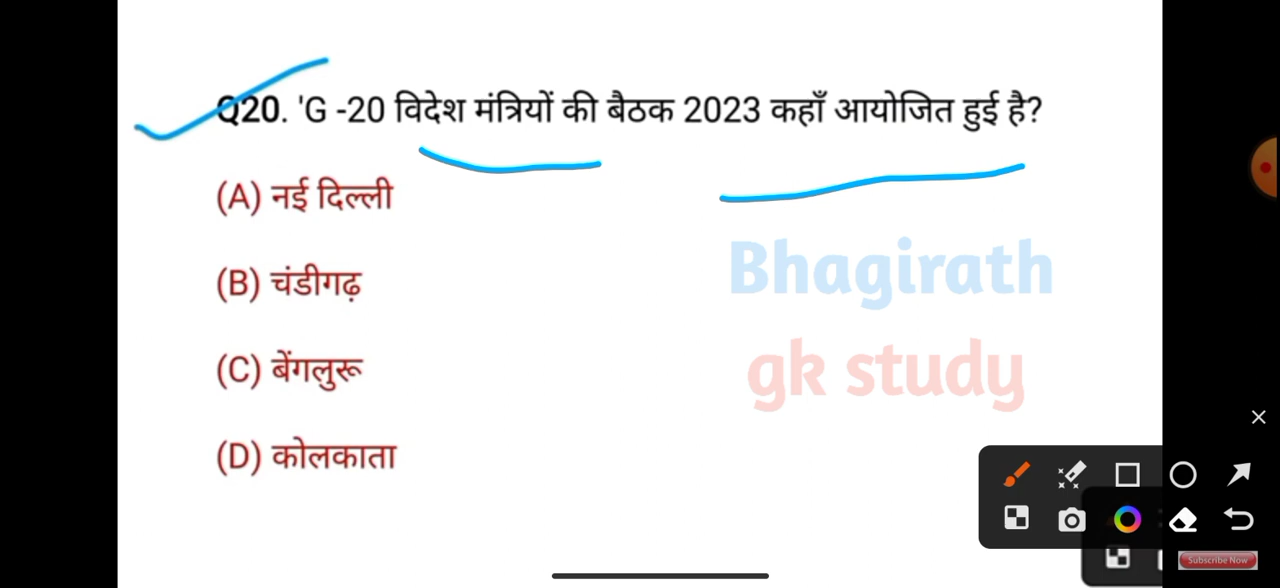 Q20. 'G -20 विदेश मंत्रियों की बैठक 2023 कहाँ आयोजित हुई है?
(A) नई दिल्ली
(B) चंडीगढ़
(C) बेंगलुरू
(D) कोलकाता
Bhagirath
gk study
Subscribe Now